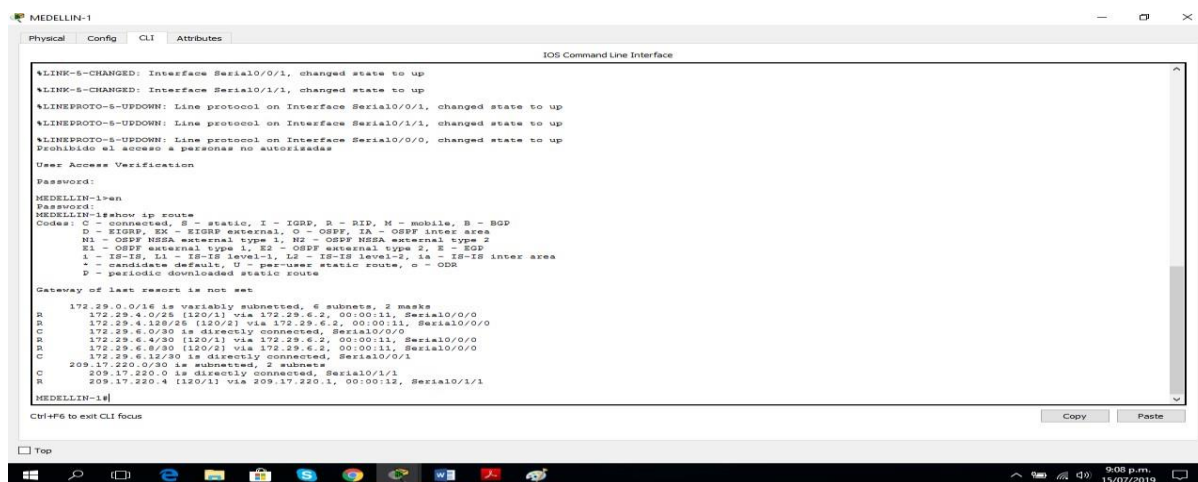 MEDELLIN-1
Physical Config CLI Attributes
IOS Command Line Interface
%LINK-5-CHANGED: Interface Serial0/0/1, changed state to up
%LINK-5-CHANGED: Interface Serial1/1, changed state to up
%LINEPROTO-5-UPDOWN: Line protocol on Interface Serial0/0/1, changed state to up
%LINEPROTO-5-UPDOWN: Line protocol on Interface Serial0/1/1, changed state to up
%LINEPROTO-5-UPDOWN: Line protocol on Interface Serial0/0/0, changed state to up
Prohibido el acceso a personas no autorizadas
User Access Verification
Password:
MEDELLIN-1>en
Password:
MEDELLIN-1#show ip route
Codes: C - connected, S - static, I - IGRP, R - RIP, M - mobile, B - BGP
D - EIGRP, EX - EIGRP external, O - OSPF, IA - OSPF inter area
N1 - OSPF NSSA external type 1, N2 - OSPF NSSA external type 2
E1 - OSPF external type 1, E2 - OSPF external type 2, E - EGP
i - IS-IS, L1 - IS-IS level-1, L2 - IS-IS level-2, ia - IS-IS inter area
* - candidate default, U - per-user static route, o - ODR
P - periodic downloaded static route
Gateway of last resort is not set
172.29.0.0/16 is variably subnetted, 6 subnets, 2 masks
R 172.29.4.0/25 [120/1] via 172.29.6.2, 00:00:11, Serial0/0/0
R 172.29.4.128/25 [120/2] via 172.29.6.2, 00:00:11, Serial0/0/0
C 172.29.6.0/30 is directly connected, Serial0/0/0
R 172.29.6.4/30 [120/1] via 172.29.6.2, 00:00:11, Serial0/0/0
R 172.29.6.8/30 [120/2] via 172.29.6.2, 00:00:11, Serial0/0/0
C 172.29.6.12/30 is directly connected, Serial0/0/1
209.17.220.0/30 is subnetted, 2 subnets
C 209.17.220.0 is directly connected, Serial0/1/1
R 209.17.220.4 [120/1] via 209.17.220.1, 00:00:12, Serial0/1/1
MEDELLIN-1#
Ctrl+F6 to exit CLI focus
Copy Paste
Top
9:08 p.m.
15/07/2019